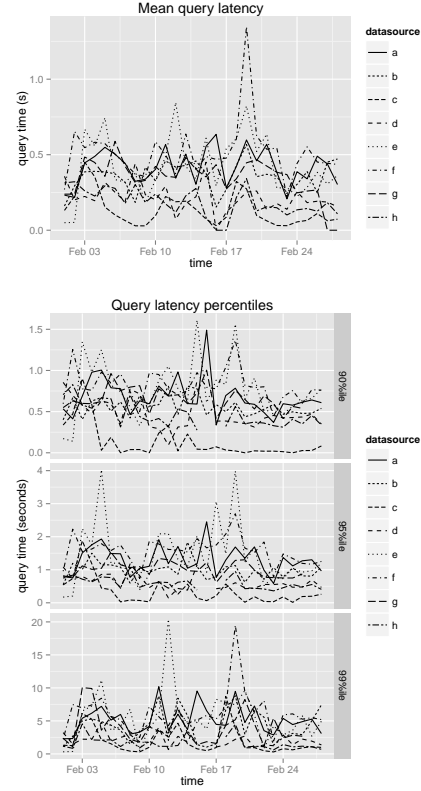 Mean query latency
query time (s)
1.0
0.5
0.0
Feb 03
Feb 10
Feb 17
Feb 24
time
datasource
a
b
c
d
e
f
g
h
Query latency percentiles
query time (seconds)
1.5
1.0
0.5
0.0
90%ile
4
3
2
1
0
95%ile
20
15
10
5
0
99%ile
Feb 03
Feb 10
Feb 17
Feb 24
time
datasource
a
b
c
d
e
f
g
h